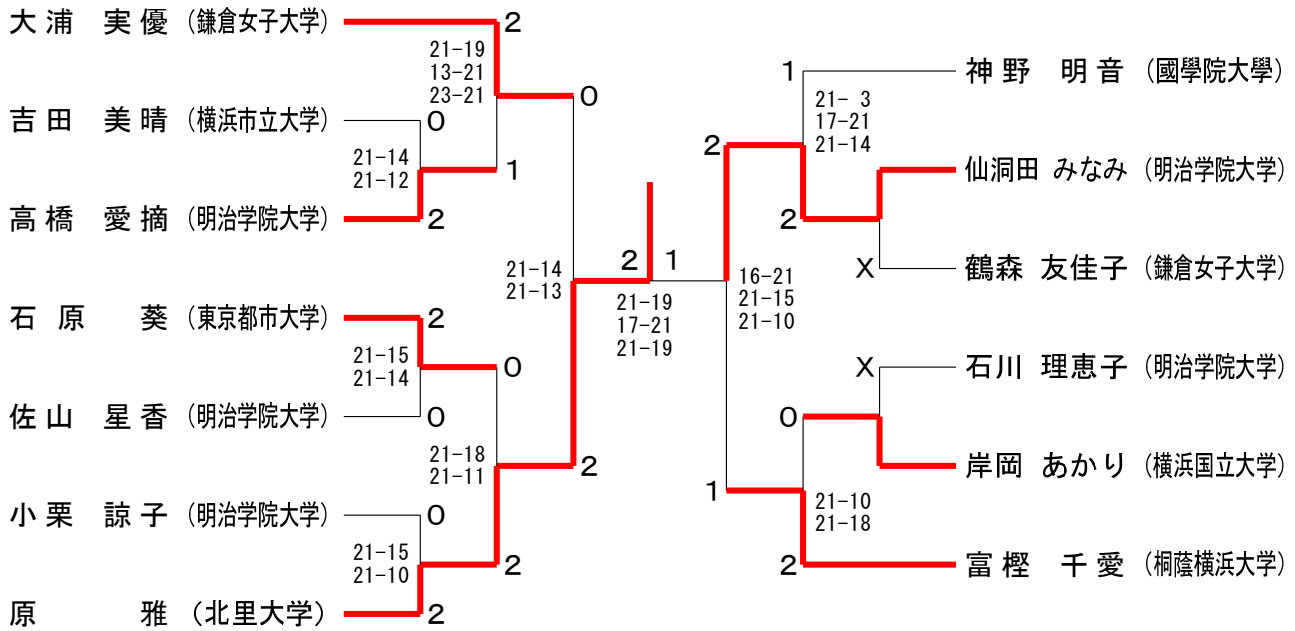 大浦 実優 (鎌倉女子大学)
2
21-19
13-21
23-21
0
吉田 美晴 (横浜市立大学)
0
21-14
21-12
1
高橋 愛摘 (明治学院大学)
2
石原 葵 (東京都市大学)
2
21-15
21-14
0
佐山 星香 (明治学院大学)
0
21-18
21-11
2
小栗 諒子 (明治学院大学)
0
21-15
21-10
2
原 雅 (北里大学)
2
21-14
21-13
2
1
21-19
17-21
21-19
1
神野 明音 (國學院大學)
21- 3
17-21
21-14
2
仙洞田 みなみ (明治学院大学)
2
X
鶴森 友佳子 (鎌倉女子大学)
16-21
21-15
21-10
X
石川 理恵子 (明治学院大学)
0
岸岡 あかり (横浜国立大学)
1
21-10
21-18
2
富樫 千愛 (桐蔭横浜大学)